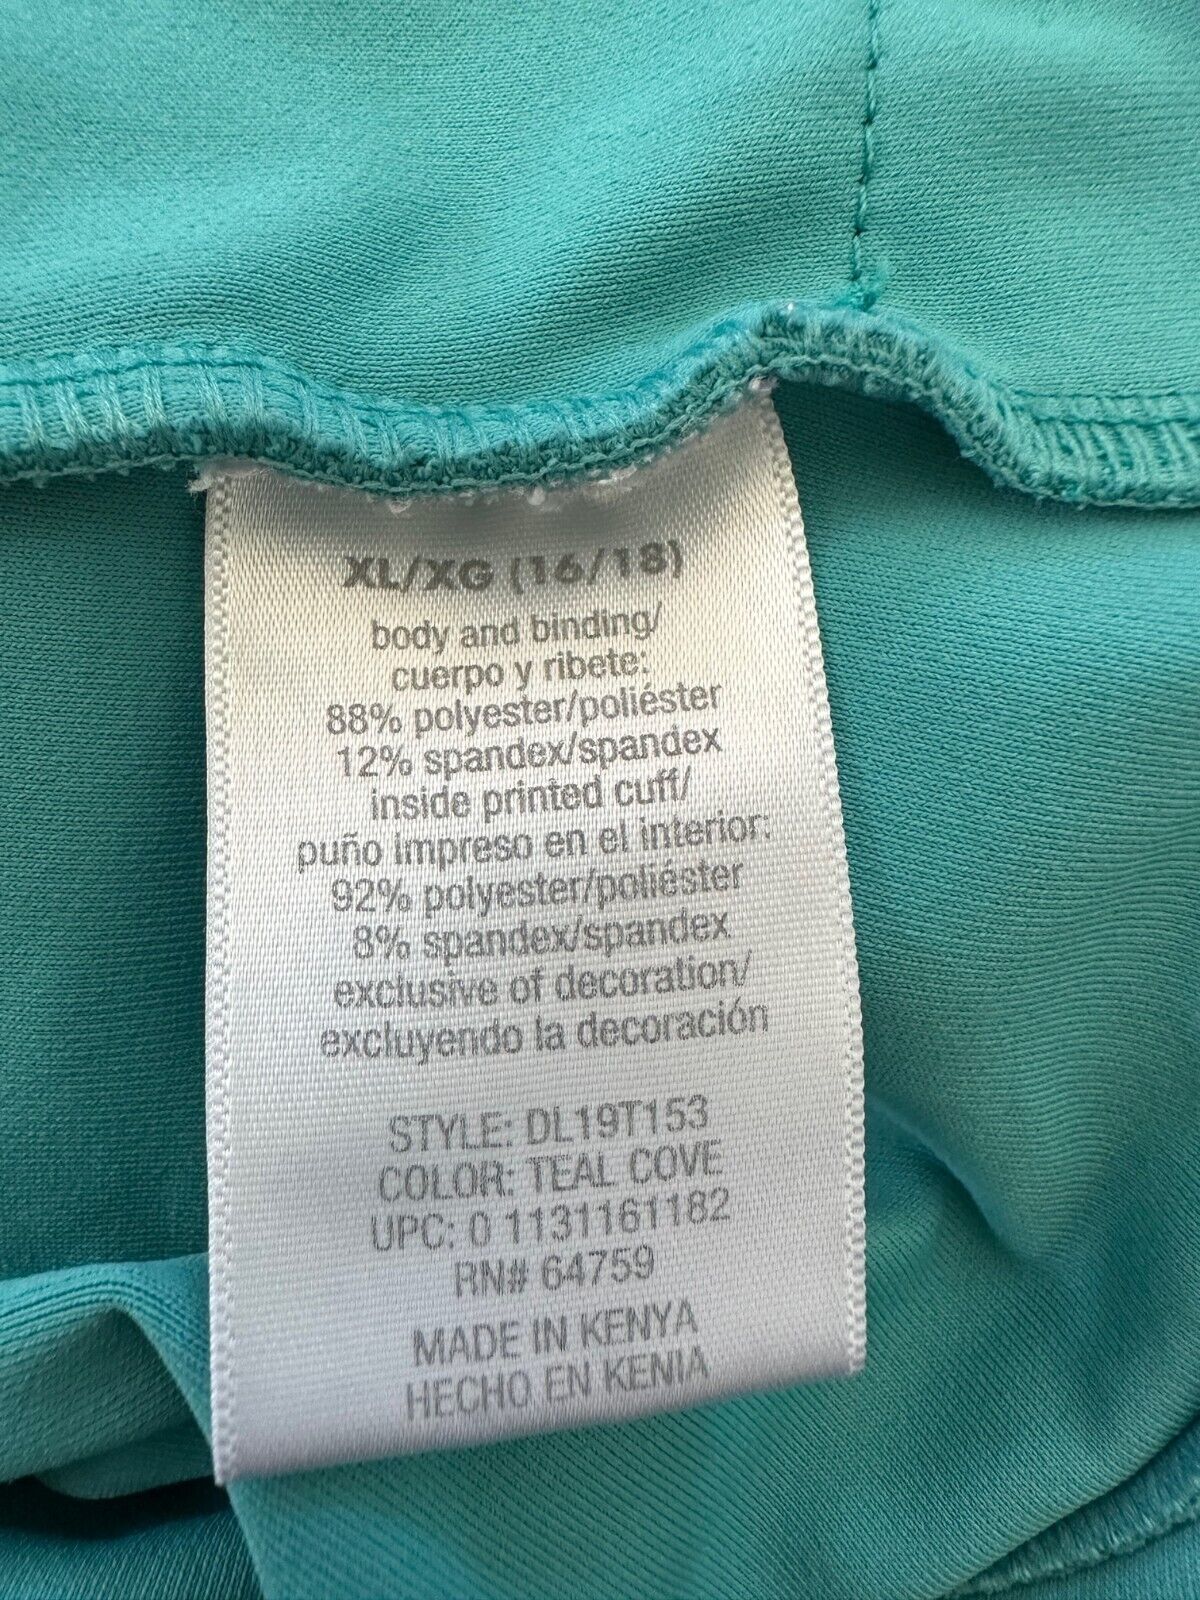 XL/XG (16/18)
body and binding/
cuerpo y ribete:
88% polyester/poliéster
12% spandex/spandex
inside printed cuff/
puño impreso en el interior:
92% polyester/poliéster
8% spandex/spandex
exclusive of decoration/
excluyendo la decoración
STYLE: DL19T153
COLOR: TEAL COVE
UPC: 0 1131161182
RN# 64759
MADE IN KENYA
HECHO EN KENIA